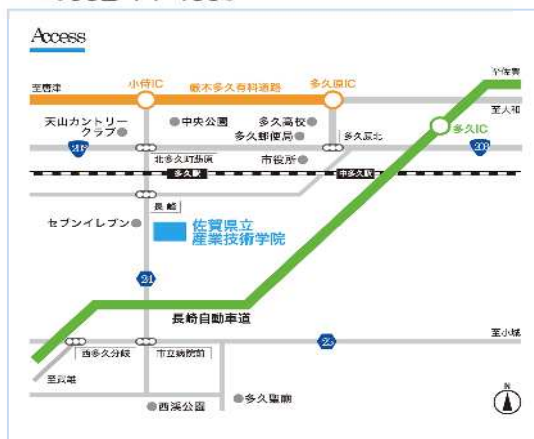 Access
至唐津
小侍IC
厳木多久有料道路
多久原IC
至佐賀
至大和
天山カントリー
クラブ
中央公園
多久高校
多久郵便局
多久原北
多久IC
203
203
北多久町砥原
市役所
多久駅
中多久駅
長崎
セブンイレブン
佐賀県立
産業技術学院
24
長崎自動車道
25
至小城
西多久分岐
市立病院前
至武雄
西渓公園
多久聖廟
N